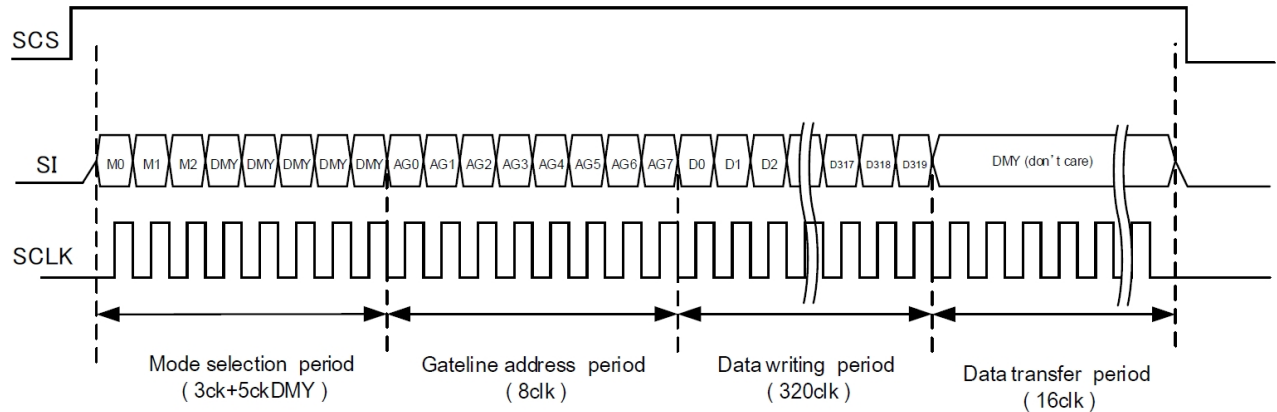 SCS
SI
M0 M1 M2 DMY DMY DMY DMY DMY AG0 AG1 AG2 AG3 AG4 AG5 AG6 AG7 D0 D1 D2 D317 D318 D319 DMY (don't care)
SCLK
Mode selection period
( 3ck+5ckDMY )
Gateline address period
( 8clk )
Data writing period
( 320clk )
Data transfer period
( 16clk )